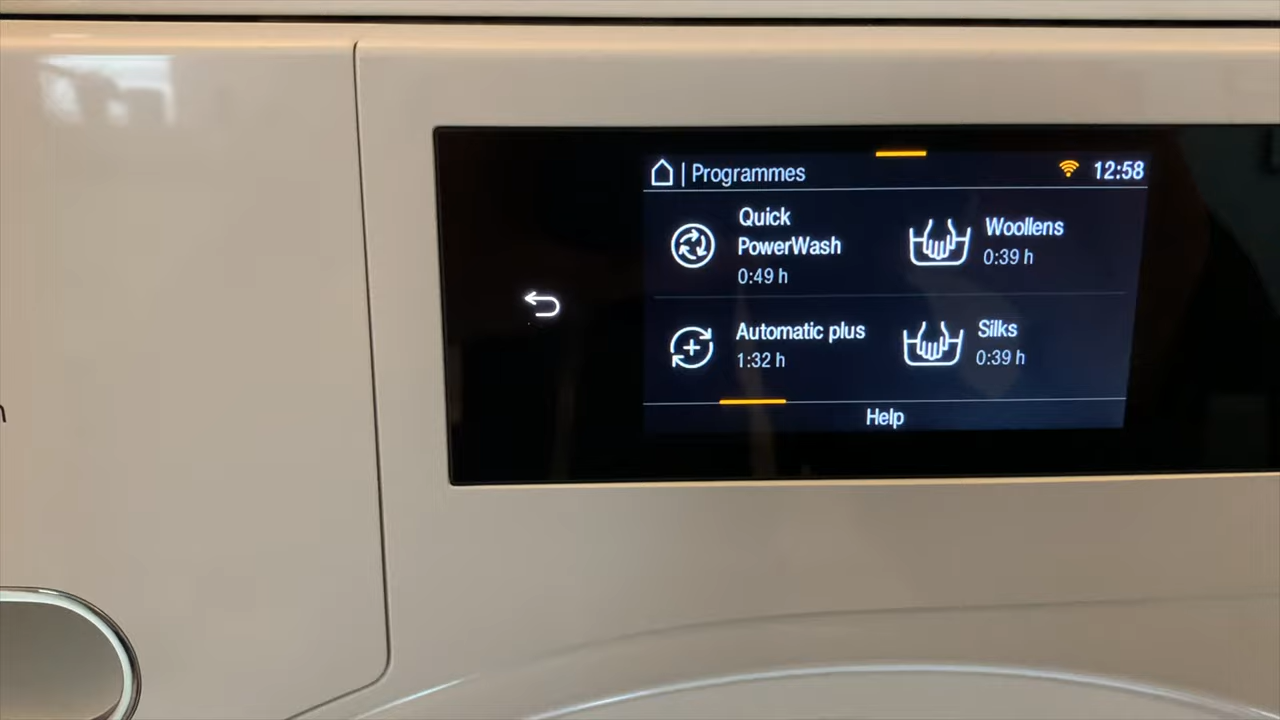 Programmes
12:58
Quick
PowerWash
0:49 h
Woollens
0:39 h
Automatic plus
1:32 h
Silks
0:39 h
Help